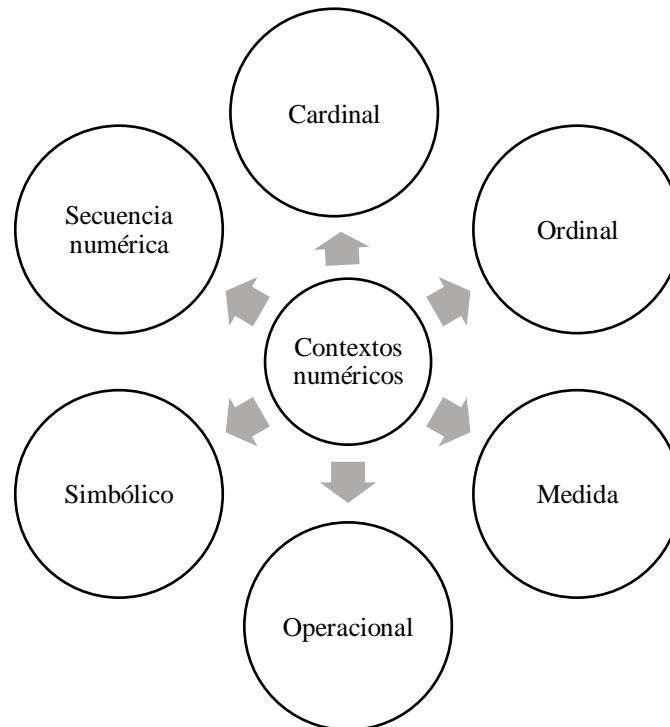 Cardinal
Secuencia
numérica
Ordinal
Contextos
numéricos
Simbólico
Medida
Operacional